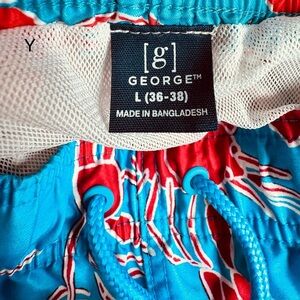 Y
[g]
GEORGE™
L (36-38)
MADE IN BANGLADESH